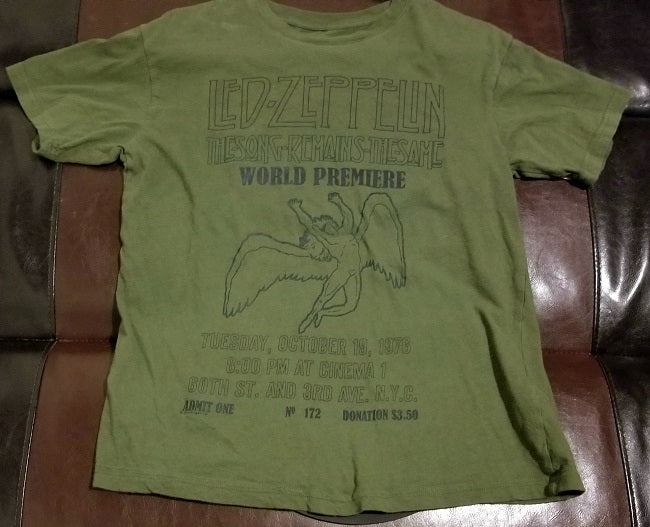 LED-ZEPPELIN
THE SONG-REMAINS-THE SAME
WORLD PREMIERE
TUESDAY, OCTOBER 19, 1976
8:00 PM AT CINEMA 1
60TH ST. AND 3RD AVE. N.Y.C.
ADMIT ONE Nº 172 DONATION $3.50